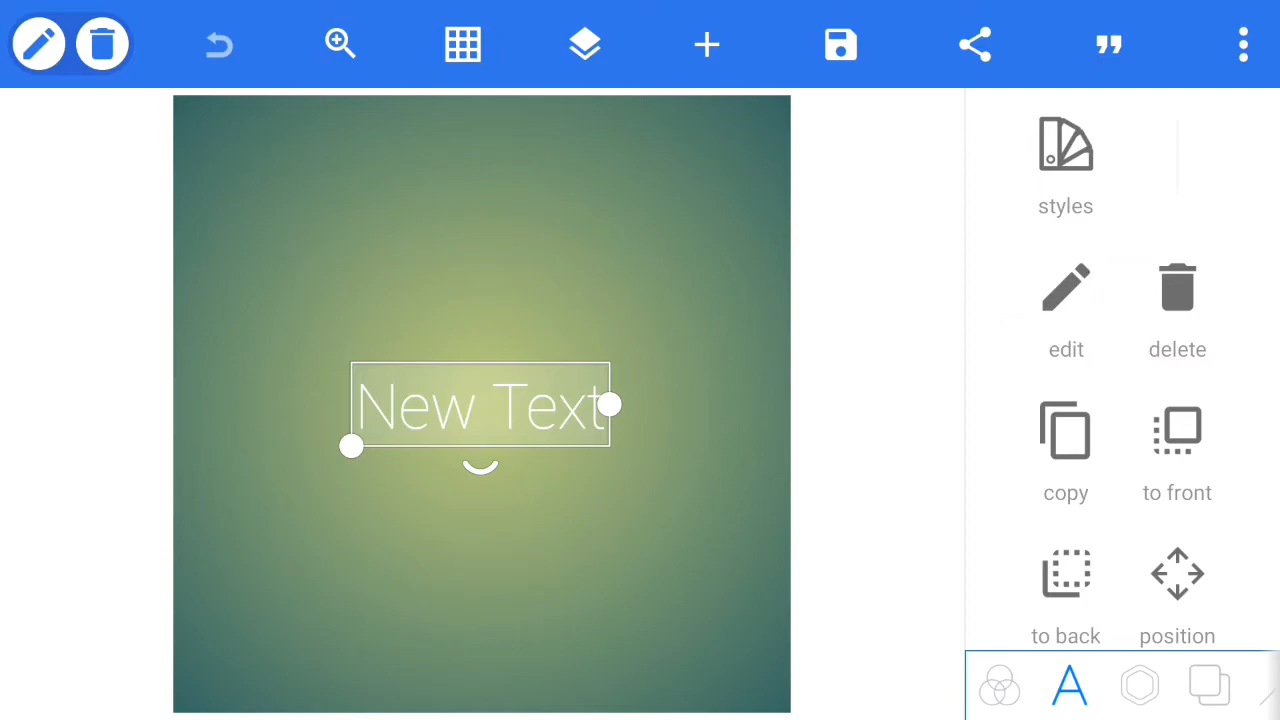 styles
New Text
edit
delete
copy
to front
to back
position